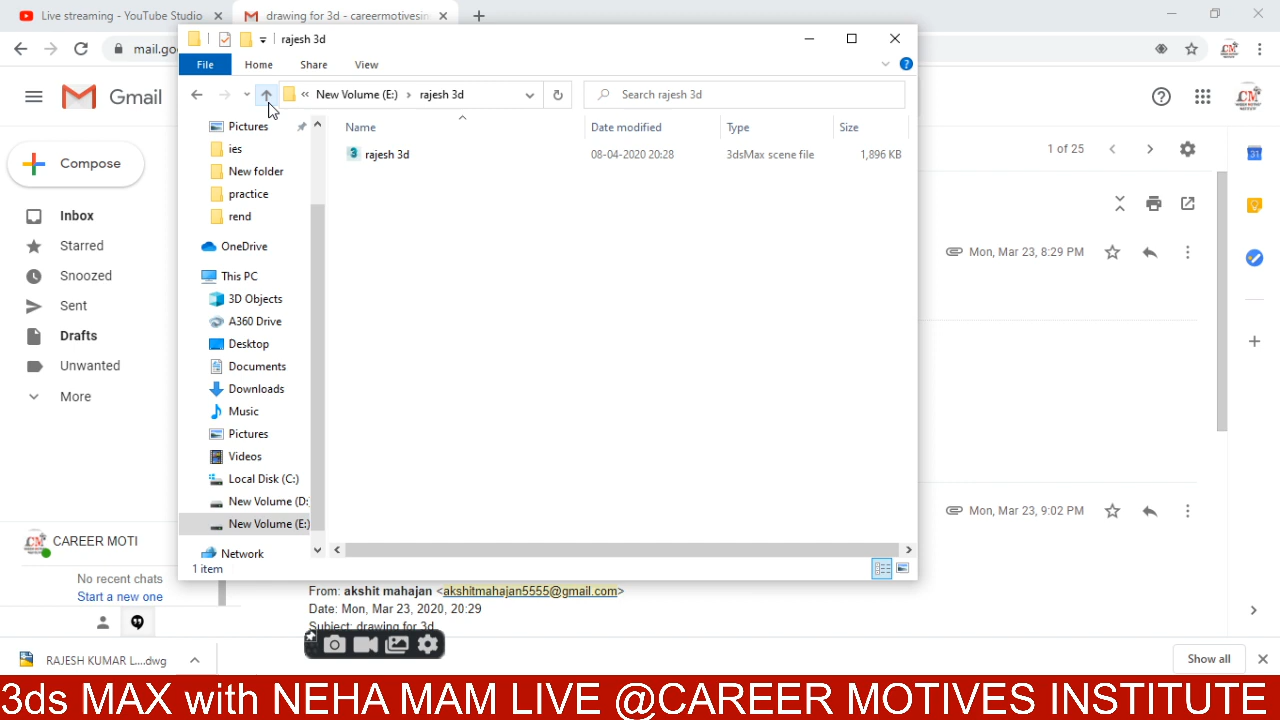 Live streaming - YouTube Studio
drawing for 3d - careermotivesin
mail.goo
rajesh 3d
File Home Share View
« New Volume (E:) › rajesh 3d
Search rajesh 3d
Gmail
Compose
Inbox
Starred
Snoozed
Sent
Drafts
Unwanted
More
CAREER MOTI
No recent chats
Start a new one
Pictures
ies
New folder
practice
rend
OneDrive
This PC
3D Objects
A360 Drive
Desktop
Documents
Downloads
Music
Pictures
Videos
Local Disk (C:)
New Volume (D:
New Volume (E:)
Network
1 item
Name Date modified Type Size
rajesh 3d 08-04-2020 20:28 3dsMax scene file 1,896 KB
1 of 25
Mon, Mar 23, 8:29 PM
Mon, Mar 23, 9:02 PM
From: akshit mahajan <akshitmahajan5555@gmail.com>
Date: Mon, Mar 23, 2020, 20:29
Subject: drawing for 3d
RAJESH KUMAR L....dwg
Show all
3ds MAX with NEHA MAM LIVE @CAREER MOTIVES INSTITUTE